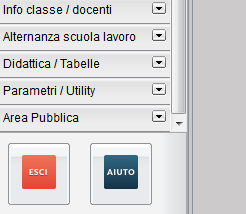 Info classe / docenti
Alternanza scuola lavoro
Didattica / Tabelle
Parametri / Utility
Area Pubblica
ESCI AIUTO